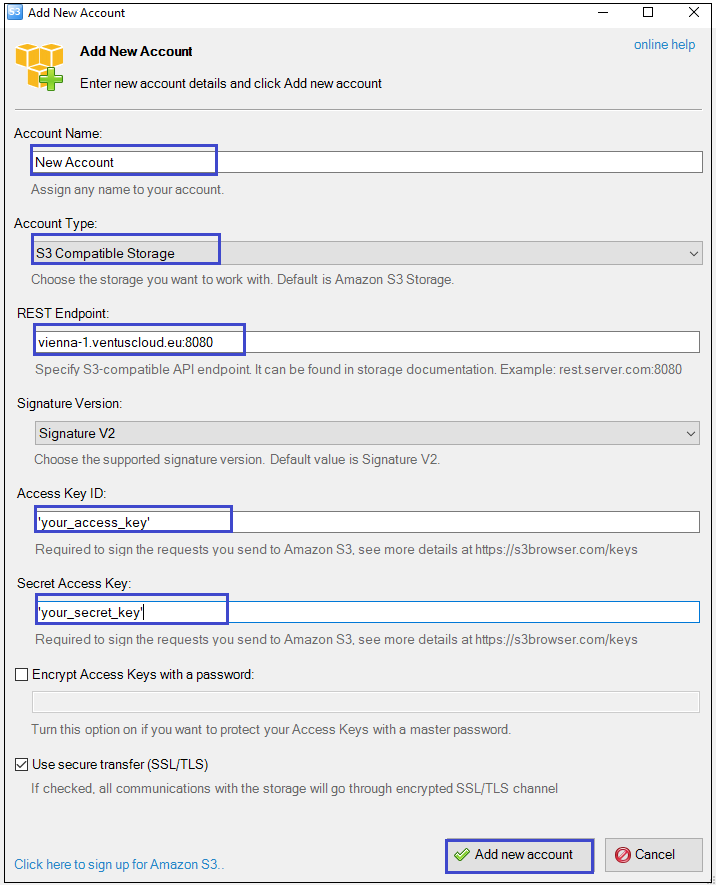 S3 Add New Account
Add New Account
online help
Enter new account details and click Add new account
Account Name:
New Account
Assign any name to your account.
Account Type:
S3 Compatible Storage
Choose the storage you want to work with. Default is Amazon S3 Storage.
REST Endpoint:
vienna-1.ventuscloud.eu:8080
Specify S3-compatible API endpoint. It can be found in storage documentation. Example: rest.server.com:8080
Signature Version:
Signature V2
Choose the supported signature version. Default value is Signature V2.
Access Key ID:
'your_access_key'
Required to sign the requests you send to Amazon S3, see more details at https://s3browser.com/keys
Secret Access Key:
'your_secret_key'
Required to sign the requests you send to Amazon S3, see more details at https://s3browser.com/keys
Encrypt Access Keys with a password:
Turn this option on if you want to protect your Access Keys with a master password.
Use secure transfer (SSL/TLS)
If checked, all communications with the storage will go through encrypted SSL/TLS channel
Add new account
Cancel
Click here to sign up for Amazon S3..